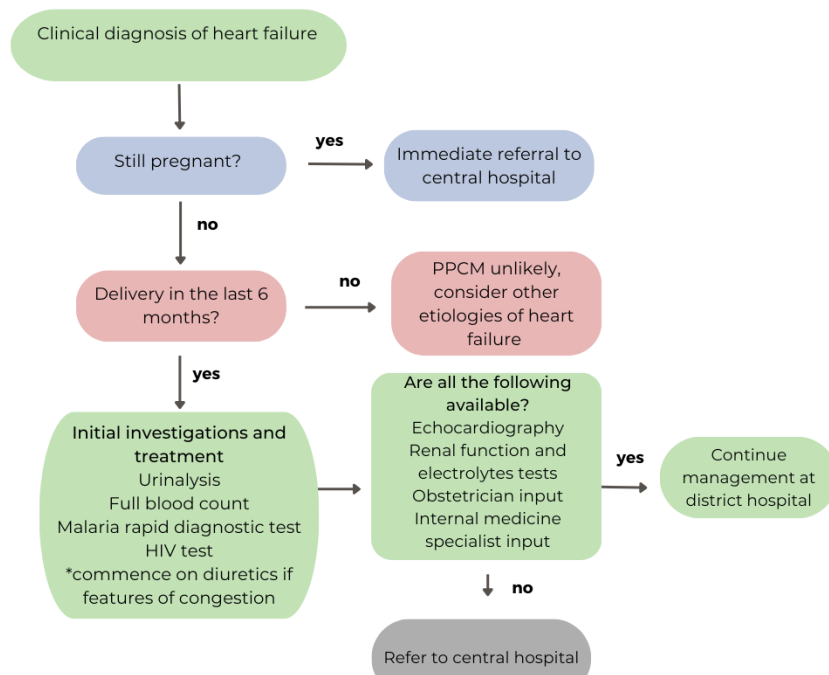 Clinical diagnosis of heart failure
Still pregnant?
yes
Immediate referral to
central hospital
no
Delivery in the last 6
months?
no
PPCM unlikely,
consider other
etiologies of heart
failure
yes
Initial investigations and
treatment
Urinalysis
Full blood count
Malaria rapid diagnostic test
HIV test
*commence on diuretics if
features of congestion
Are all the following
available?
Echocardiography
Renal function and
electrolytes tests
Obstetrician input
Internal medicine
specialist input
yes
Continue
management at
district hospital
no
Refer to central hospital